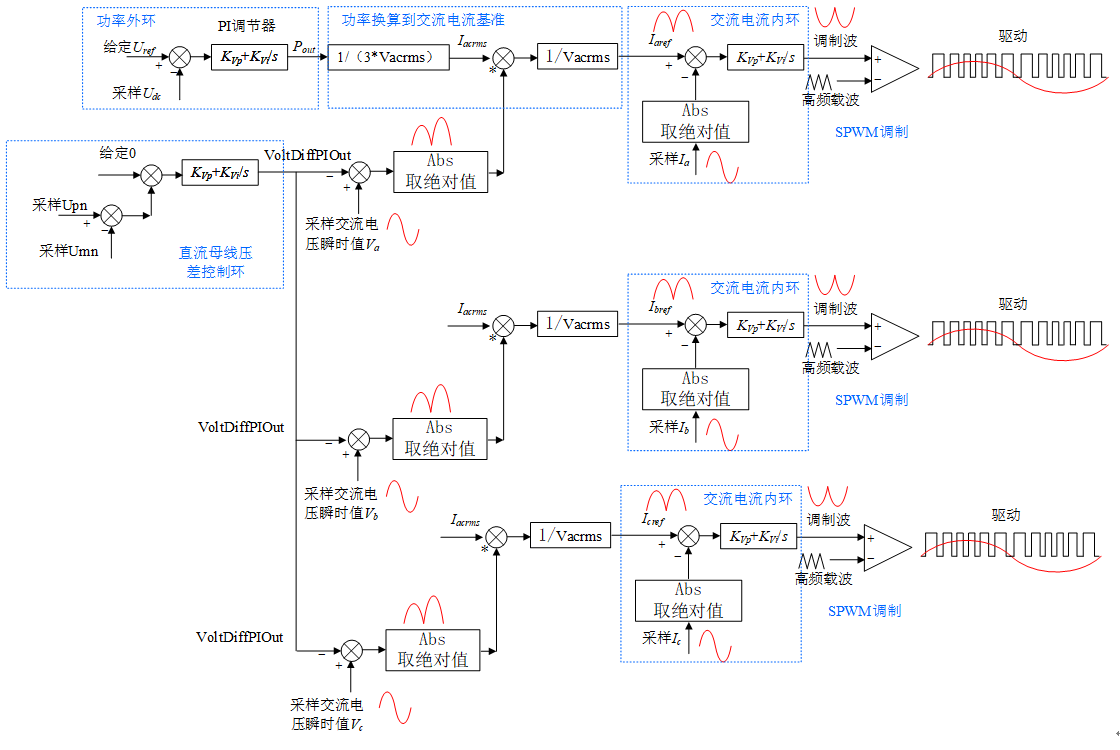 功率外环
给定Uref
+
−
采样Udc
PI调节器
KVp+KVi/s
Pout
功率换算到交流电流基准
1/（3*Vacrms）
Iacrms
*
1/Vacrms
交流电流内环
Iaref
+
−
KVp+KVi/s
Abs
取绝对值
采样Ia
调制波
高频载波
+
−
SPWM调制
驱动
给定0
采样Upn
+
−
采样Umn
KVp+KVi/s
直流母线压
差控制环
VoltDiffPIOut
−
+
Abs
取绝对值
采样交流电
压瞬时值Va
Iacrms
*
1/Vacrms
交流电流内环
Ibref
+
−
KVp+KVi/s
Abs
取绝对值
采样Ib
调制波
高频载波
+
−
SPWM调制
驱动
VoltDiffPIOut
−
+
Abs
取绝对值
采样交流电
压瞬时值Vb
Iacrms
*
1/Vacrms
交流电流内环
Icref
+
−
KVp+KVi/s
Abs
取绝对值
采样Ic
调制波
高频载波
+
−
SPWM调制
驱动
VoltDiffPIOut
−
+
Abs
取绝对值
采样交流电
压瞬时值Vc